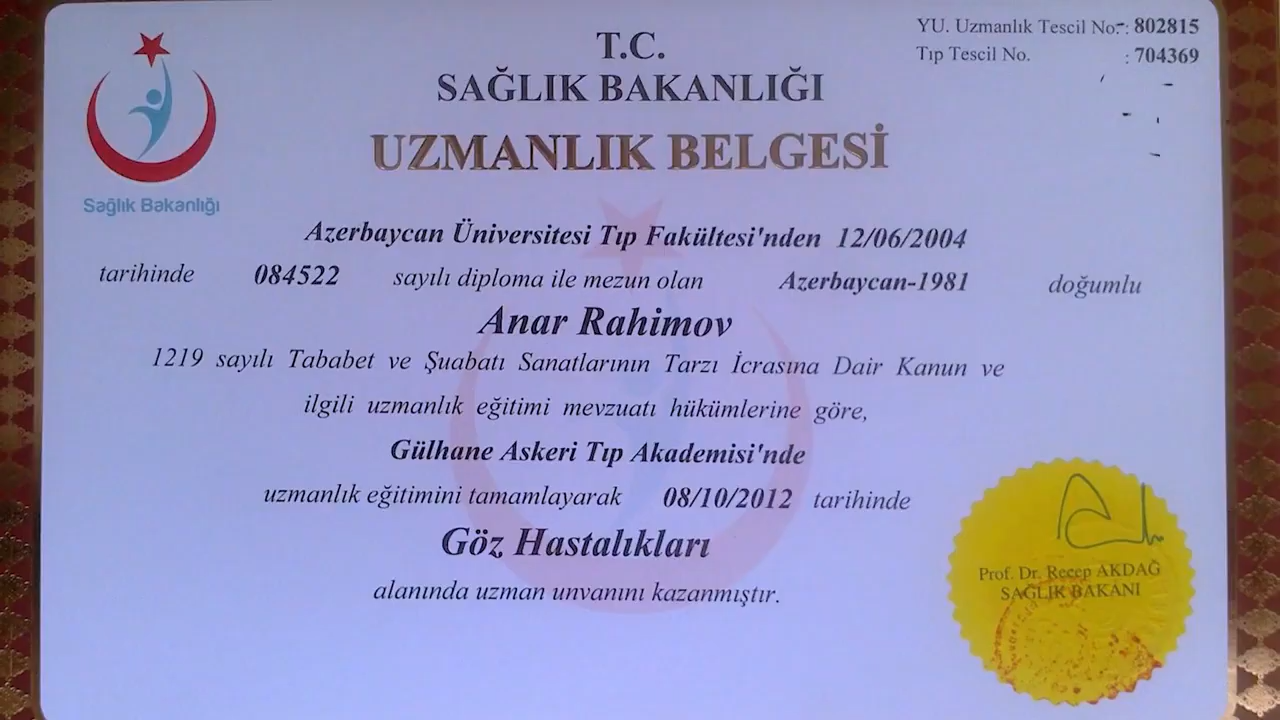 YU. Uzmanlık Tescil No.: 802815
Tıp Tescil No. : 704369
T.C.
SAĞLIK BAKANLIĞI
UZMANLIK BELGESİ
Sağlık Bakanlığı
Azerbaycan Üniversitesi Tıp Fakültesi'nden 12/06/2004
tarihinde 084522 sayılı diploma ile mezun olan Azerbaycan-1981 doğumlu
Anar Rahimov
1219 sayılı Tababet ve Şuabatı Sanatlarının Tarzı İcrasına Dair Kanun ve
ilgili uzmanlık eğitimi mevzuatı hükümlerine göre,
Gülhane Askeri Tıp Akademisi'nde
uzmanlık eğitimini tamamlayarak 08/10/2012 tarihinde
Göz Hastalıkları
alanında uzman unvanını kazanmıştır.
Prof. Dr. Recep AKDAĞ
SAĞLIK BAKANI